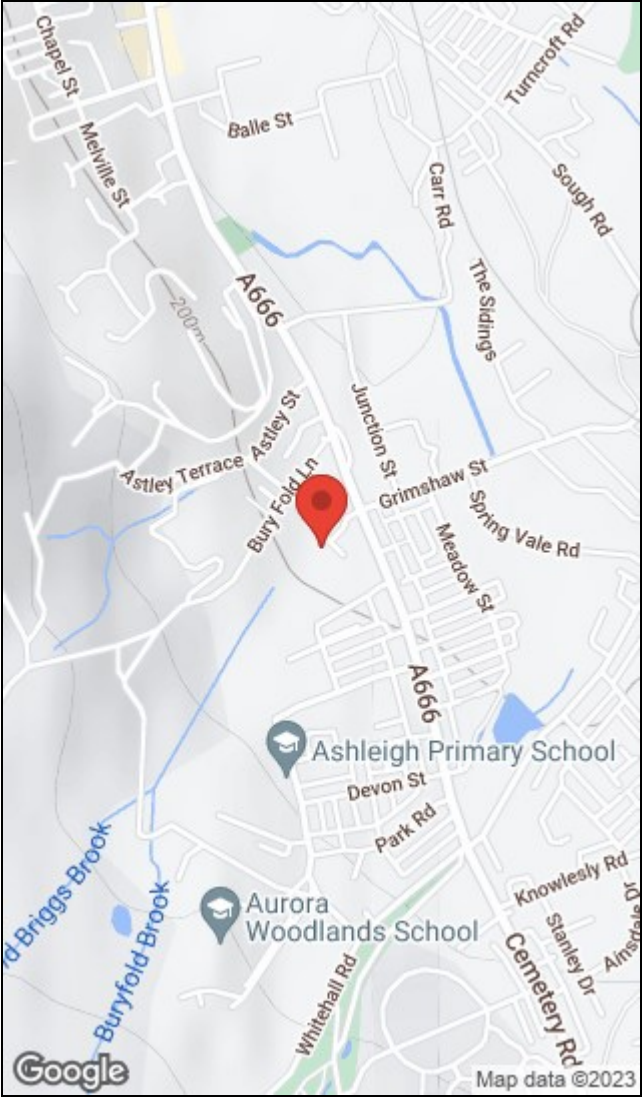 Chapel St
Turncroft Rd
Balle St
Melville St
Carr Rd
Sough Rd
A666
The Sidings
200m
Junction St
Astley St
Astley Terrace
Bury Fold Ln
Grimshaw St
Spring Vale Rd
Meadow St
A666
Ashleigh Primary School
Devon St
Park Rd
Knowlesly Rd
Briggs Brook
Buryfold Brook
Aurora
Woodlands School
Stanley Dr
Whitehall Rd
Cemetery Rd
Google
Map data ©2023